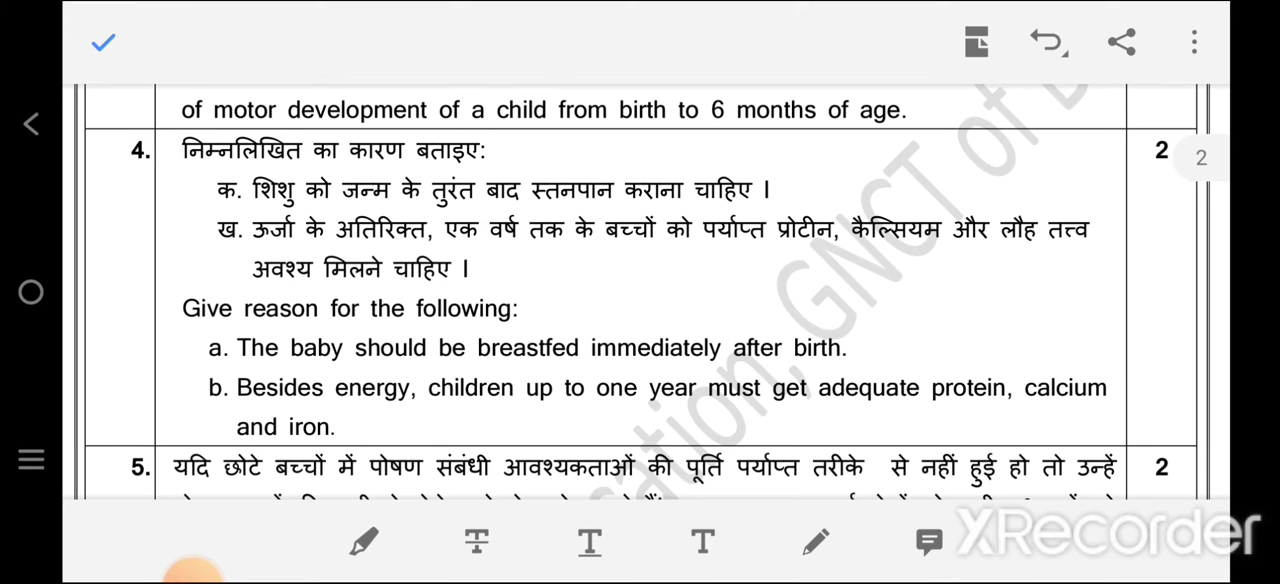 of motor development of a child from birth to 6 months of age.
4. निम्नलिखित का कारण बताइए: 2
2
क. शिशु को जन्म के तुरंत बाद स्तनपान कराना चाहिए ।
ख. ऊर्जा के अतिरिक्त, एक वर्ष तक के बच्चों को पर्याप्त प्रोटीन, कैल्सियम और लौह तत्त्व
अवश्य मिलने चाहिए ।
Give reason for the following:
a. The baby should be breastfed immediately after birth.
b. Besides energy, children up to one year must get adequate protein, calcium
and iron.
5. यदि छोटे बच्चों में पोषण संबंधी आवश्यकताओं की पूर्ति पर्याप्त तरीके से नहीं हुई हो तो उन्हें 2
GNCT of
XRecorder